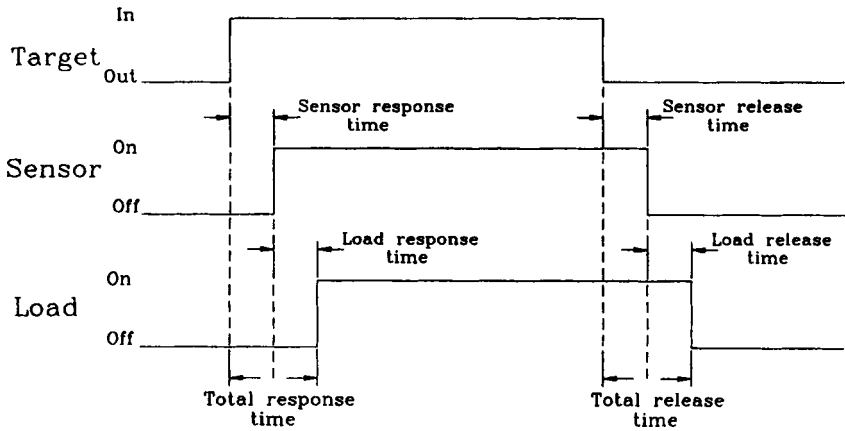 In
Target
Out
Sensor response
time
Sensor release
time
On
Sensor
Off
Load response
time
Load release
time
On
Load
Off
Total response
time
Total release
time